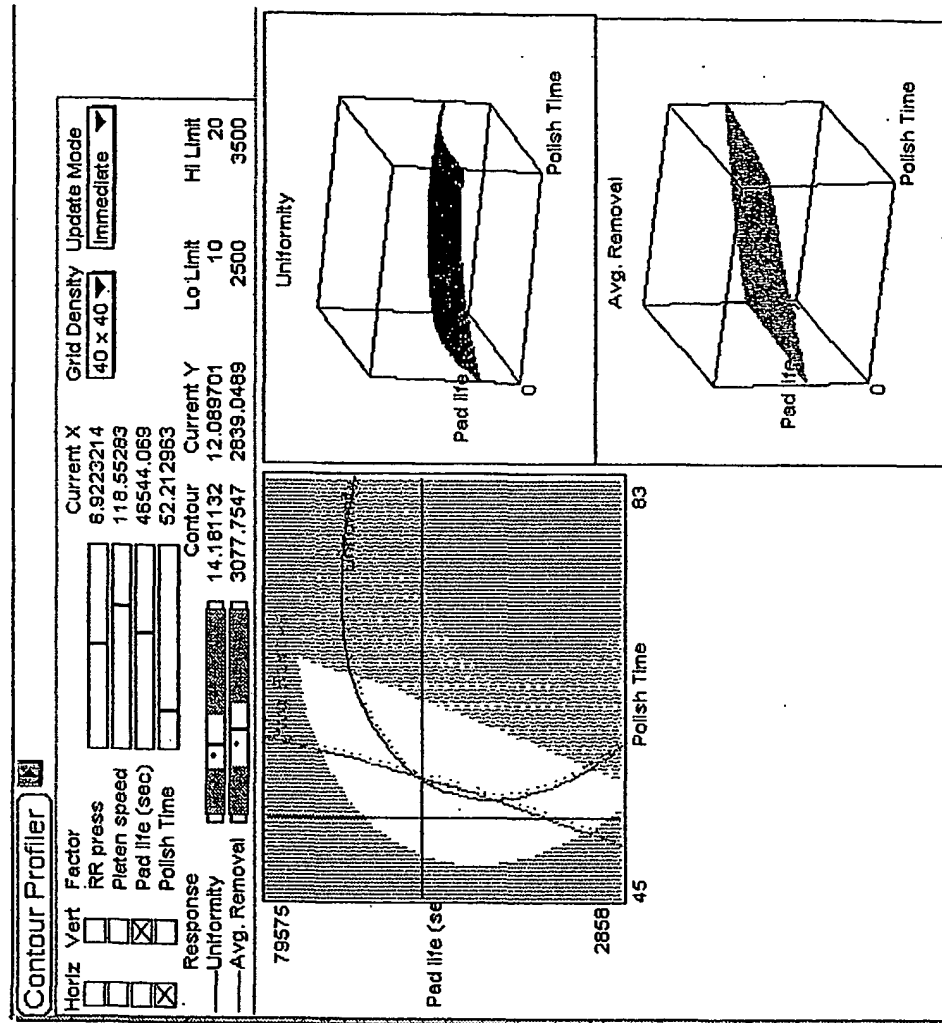 Contour Profiler
Horiz Vert Factor Current X Grid Density Update Mode
RR press 6.9223214 40 x 40 Immediate
Platen speed 118.55283
Pad life (sec) 46544.069
Polish Time 52.212963
Response Contour Current Y Lo Limit Hi Limit
Uniformity 14.181132 12.089701 10 20
Avg. Removal 3077.7547 2839.0489 2500 3500
79575
Pad life (se
2858
45 Polish Time 83
Uniformity
Pad life
0
Polish Time
Avg. Removal
Pad life
0
Polish Time